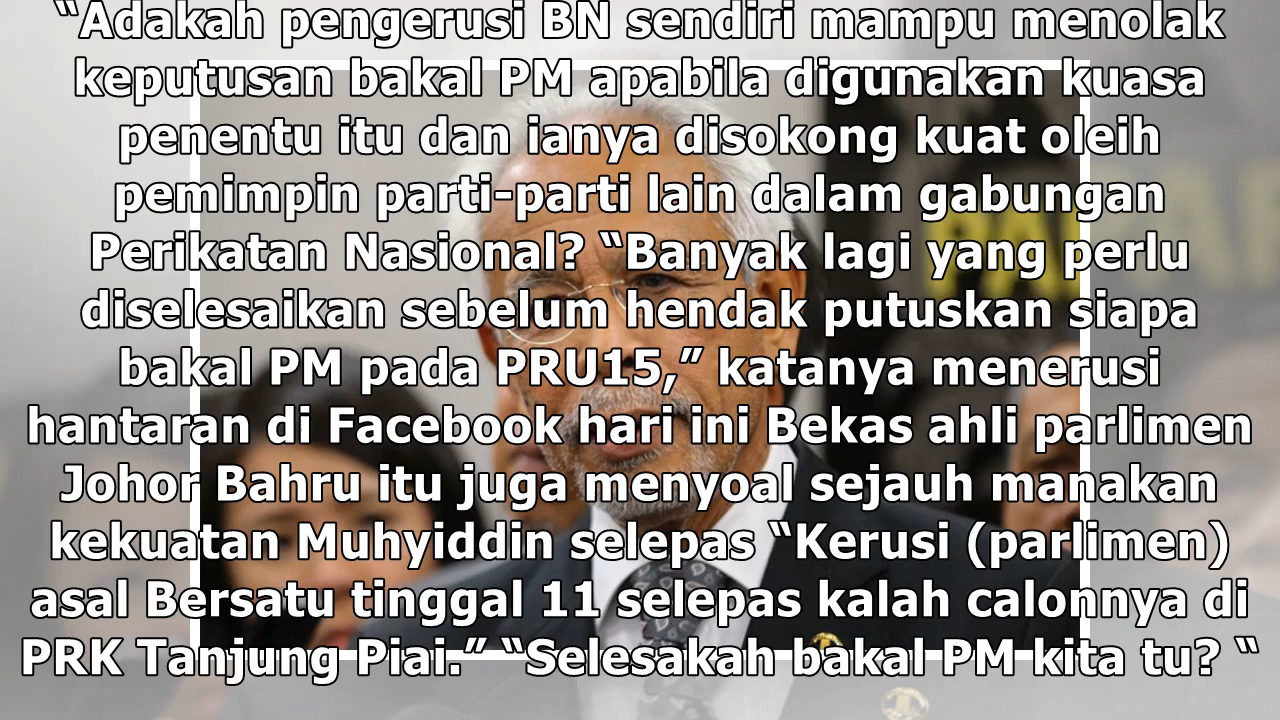 “Adakah pengerusi BN sendiri mampu menolak
keputusan bakal PM apabila digunakan kuasa
penentu itu dan ianya disokong kuat oleih
pemimpin parti-parti lain dalam gabungan
Perikatan Nasional? “Banyak lagi yang perlu
diselesaikan sebelum hendak putuskan siapa
bakal PM pada PRU15,” katanya menerusi
hantaran di Facebook hari ini Bekas ahli parlimen
Johor Bahru itu juga menyoal sejauh manakan
kekuatan Muhyiddin selepas “Kerusi (parlimen)
asal Bersatu tinggal 11 selepas kalah calonnya di
PRK Tanjung Piai.” “Selesakah bakal PM kita tu? “